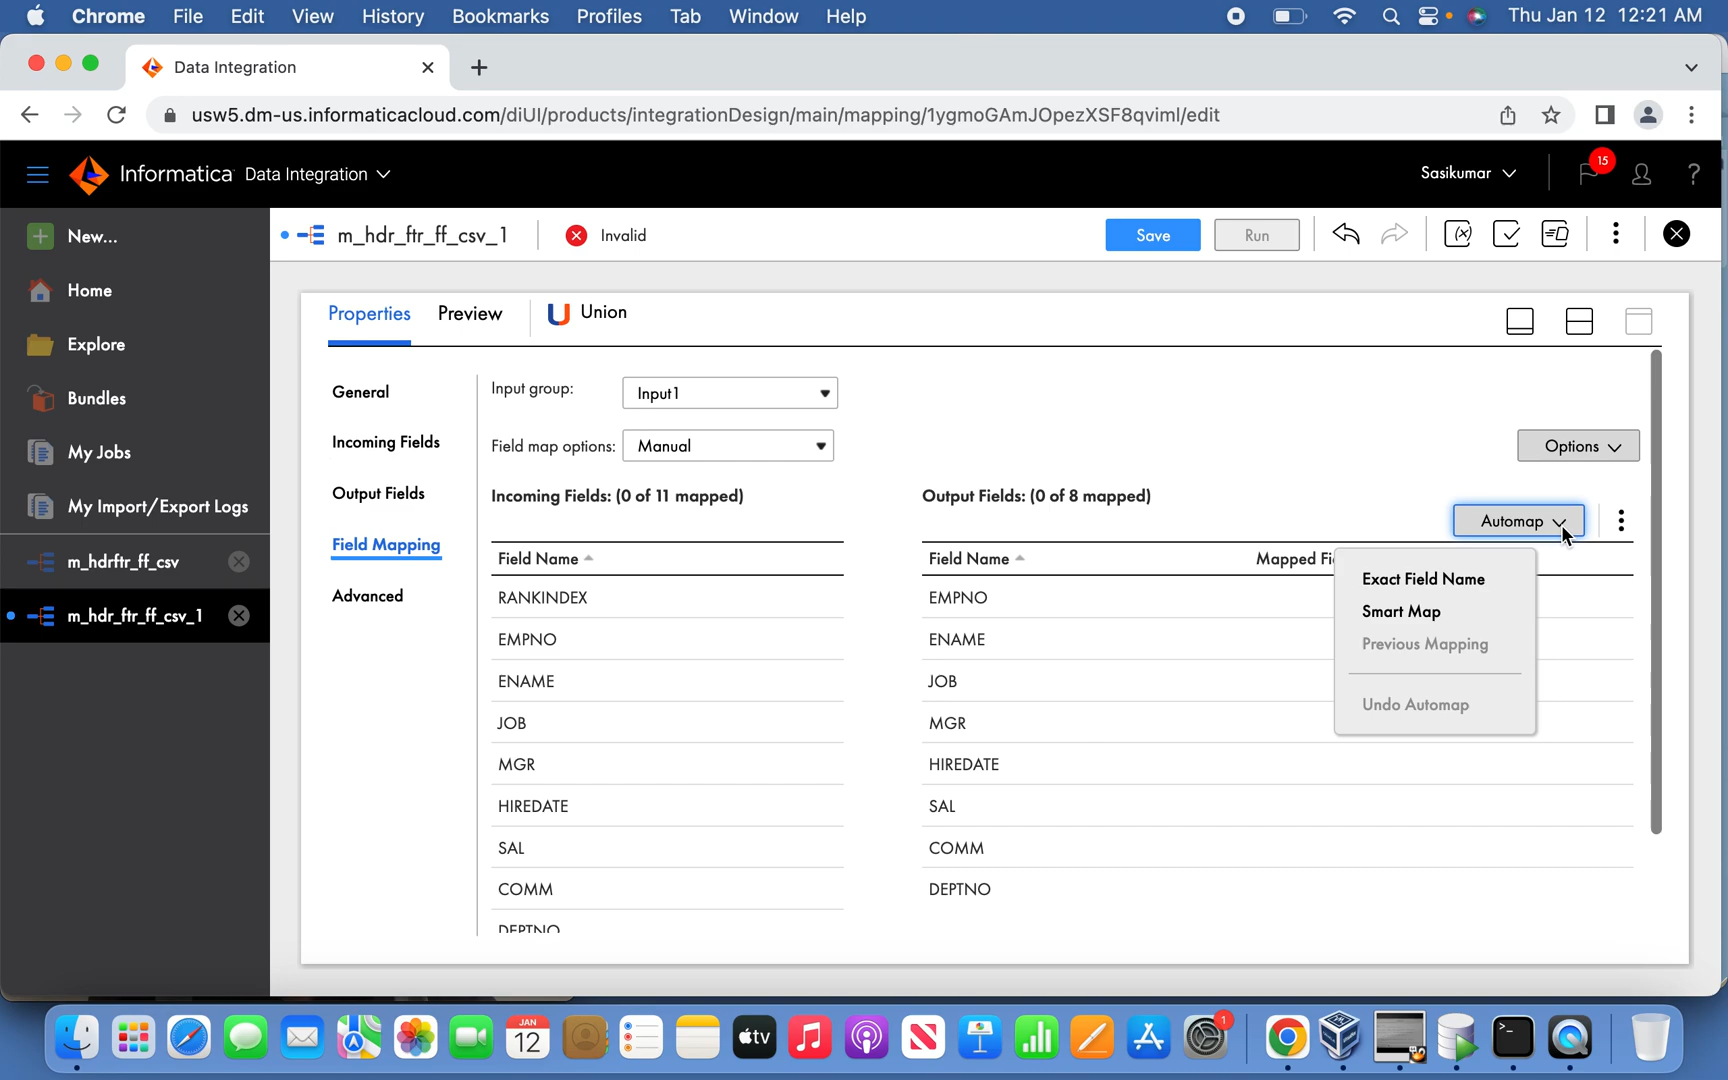 Chrome File Edit View History Bookmarks Profiles Tab Window Help Thu Jan 12 12:21 AM
Data Integration
usw5.dm-us.informaticacloud.com/diUI/products/integrationDesign/main/mapping/1ygmoGAmJOpezXSF8qviml/edit
Informatica Data Integration Sasikumar 15 ?
New...
Home
Explore
Bundles
My Jobs
My Import/Export Logs
m_hdrftr_ff_csv
m_hdr_ftr_ff_csv_1
m_hdr_ftr_ff_csv_1 Invalid Save Run
Properties Preview Union
General
Incoming Fields
Output Fields
Field Mapping
Advanced
Input group: Input1
Field map options: Manual Options
Incoming Fields: (0 of 11 mapped) Output Fields: (0 of 8 mapped)
Automap
Field Name
RANKINDEX
EMPNO
ENAME
JOB
MGR
HIREDATE
SAL
COMM
DEPTNO
Field Name Mapped Fi
EMPNO
ENAME
JOB
MGR
HIREDATE
SAL
COMM
DEPTNO
Exact Field Name
Smart Map
Previous Mapping
Undo Automap
JAN
12
tv
1